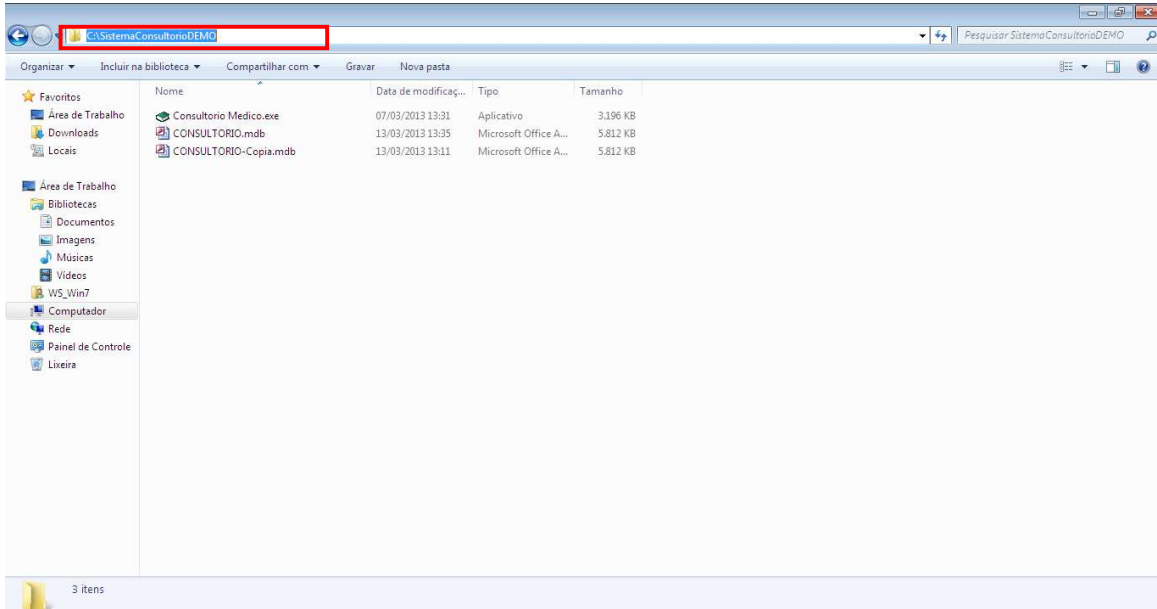 C:\SistemaConsultorioDEMO
Pesquisar SistemaConsultorioDEMO
Organizar Incluir na biblioteca Compartilhar com Gravar Nova pasta
Nome Data de modificaç... Tipo Tamanho
Consultorio Medico.exe 07/03/2013 13:31 Aplicativo 3.196 KB
CONSULTORIO.mdb 13/03/2013 13:35 Microsoft Office A... 5.812 KB
CONSULTORIO-Copia.mdb 13/03/2013 13:11 Microsoft Office A... 5.812 KB
Favoritos
Área de Trabalho
Downloads
Locais
Área de Trabalho
Bibliotecas
Documentos
Imagens
Músicas
Vídeos
WS_Win7
Computador
Rede
Painel de Controle
Lixeira
3 itens